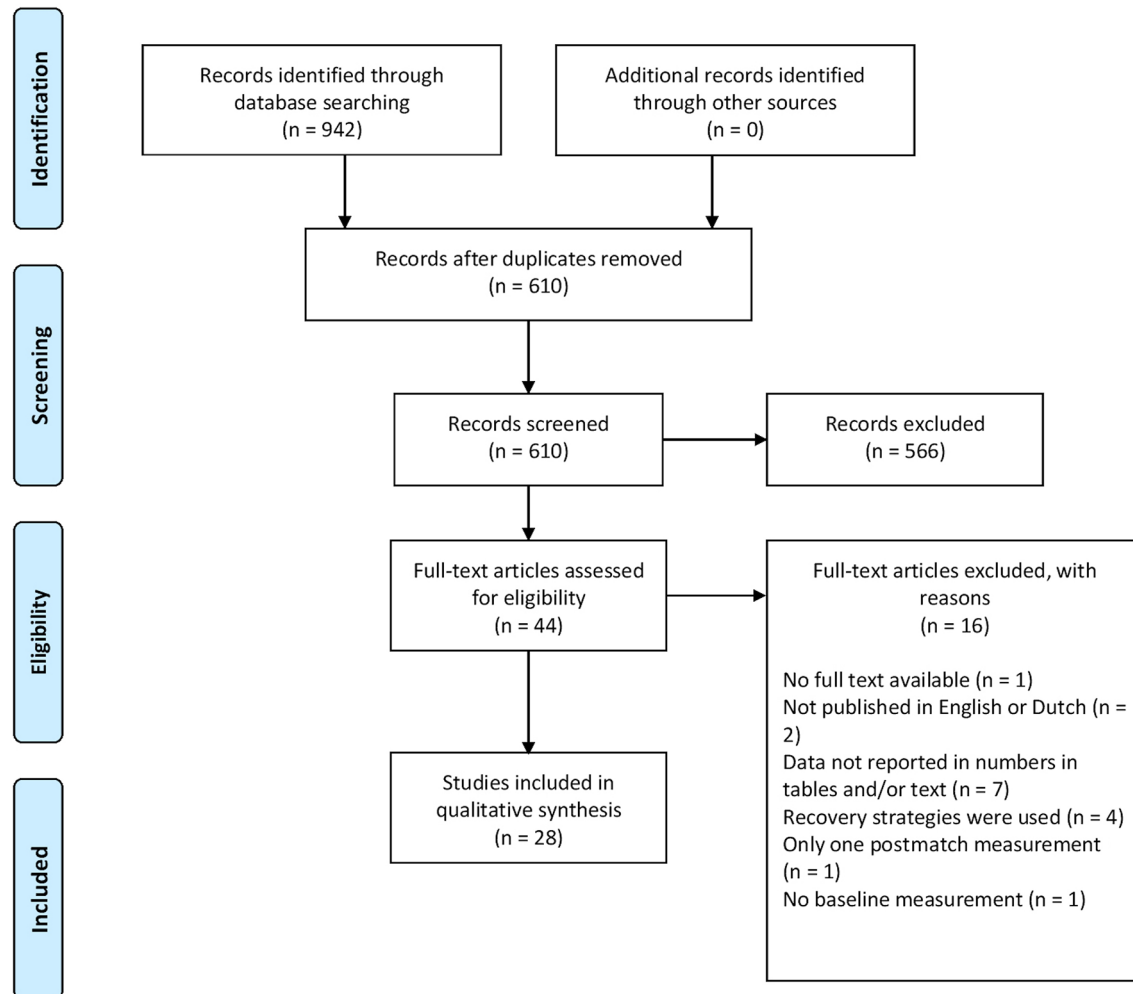 Identification
Records identified through
database searching
(n = 942)
Additional records identified
through other sources
(n = 0)
Records after duplicates removed
(n = 610)
Screening
Records screened
(n = 610)
Records excluded
(n = 566)
Eligibility
Full-text articles assessed
for eligibility
(n = 44)
Full-text articles excluded, with
reasons
(n = 16)
No full text available (n = 1)
Not published in English or Dutch (n =
2)
Data not reported in numbers in
tables and/or text (n = 7)
Recovery strategies were used (n = 4)
Only one postmatch measurement
(n = 1)
No baseline measurement (n = 1)
Included
Studies included in
qualitative synthesis
(n = 28)